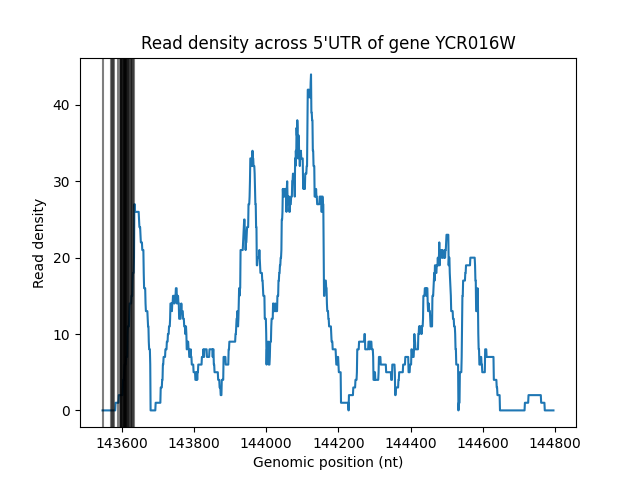 Read density across 5'UTR of gene YCR016W
Read density
40
30
20
10
0
143600 143800 144000 144200 144400 144600 144800
Genomic position (nt)